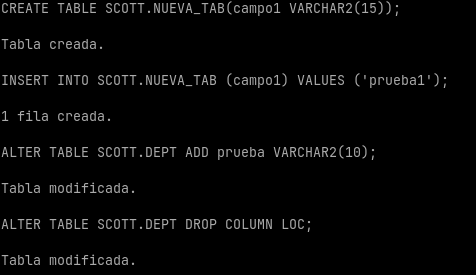 CREATE TABLE SCOTT.NUEVA_TAB(campo1 VARCHAR2(15));
Tabla creada.
INSERT INTO SCOTT.NUEVA_TAB (campo1) VALUES ('prueba1');
1 fila creada.
ALTER TABLE SCOTT.DEPT ADD prueba VARCHAR2(10);
Tabla modificada.
ALTER TABLE SCOTT.DEPT DROP COLUMN LOC;
Tabla modificada.